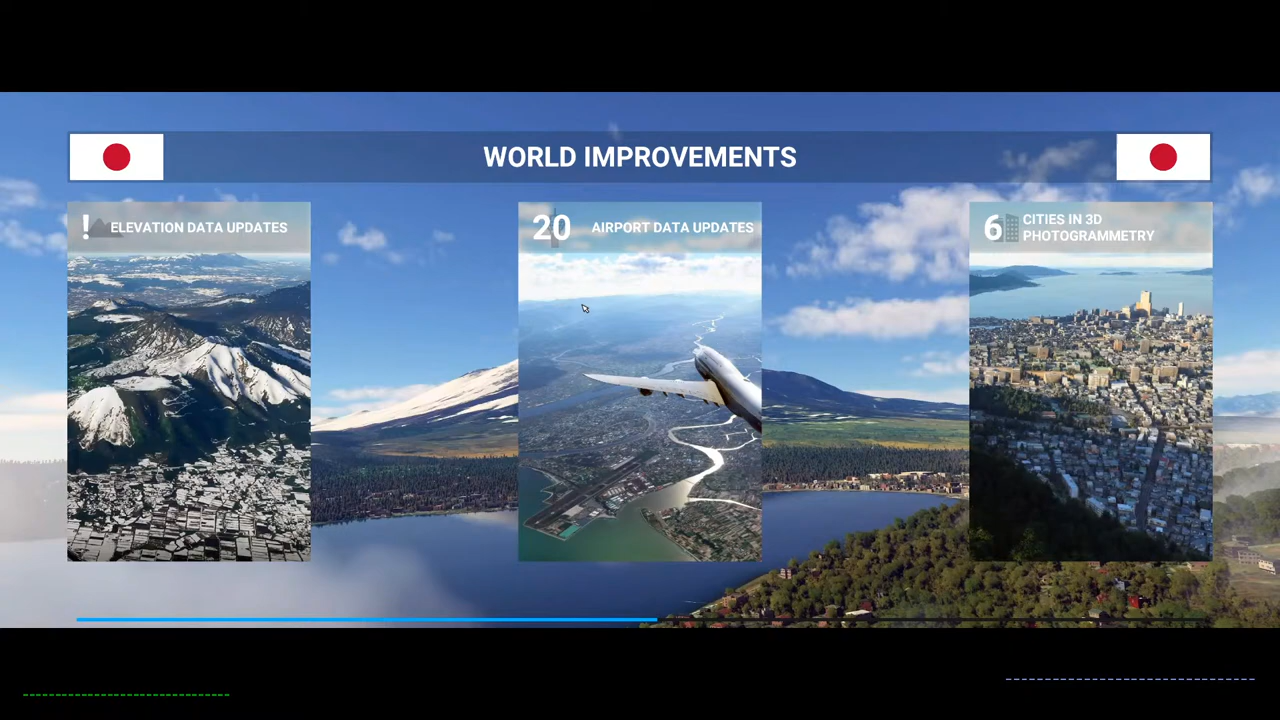 WORLD IMPROVEMENTS
! ELEVATION DATA UPDATES
20 AIRPORT DATA UPDATES
6 CITIES IN 3D
PHOTOGRAMMETRY